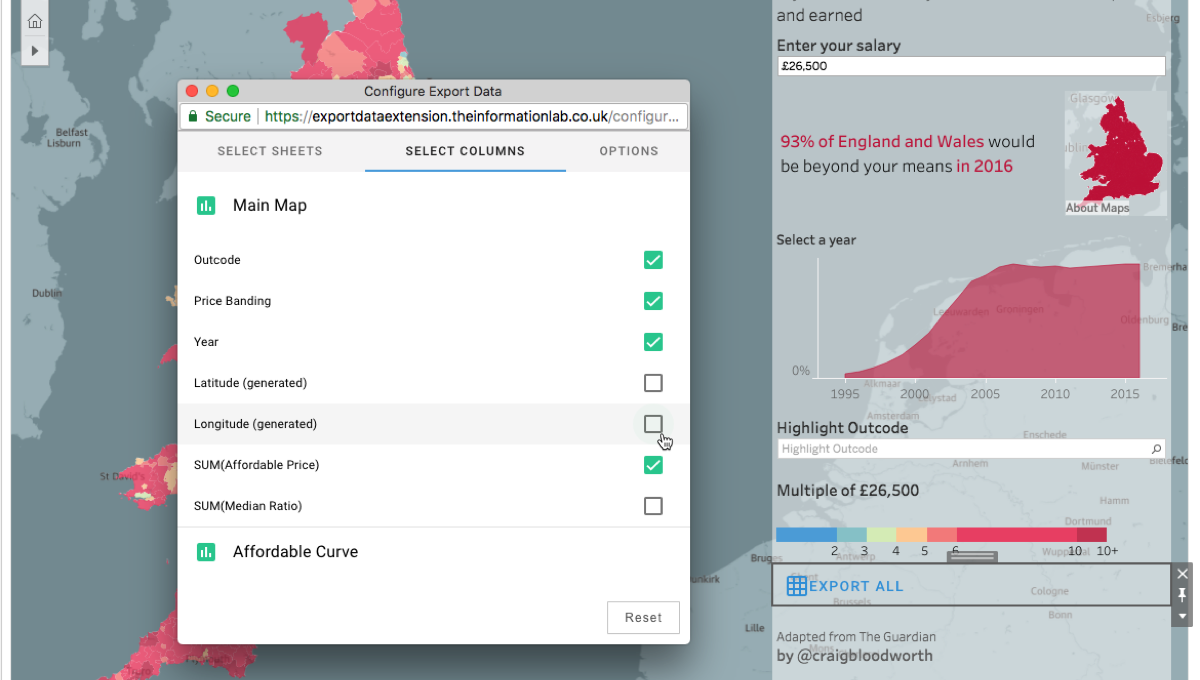 Configure Export Data
Secure https://exportdataextension.theinformationlab.co.uk/configur...
SELECT SHEETS SELECT COLUMNS OPTIONS
Main Map
Outcode
Price Banding
Year
Latitude (generated)
Longitude (generated)
SUM(Affordable Price)
SUM(Median Ratio)
Affordable Curve
Reset
Belfast
Lisburn
Dublin
St David's
Bruges
Lille
and earned
Esbjerg
Enter your salary
£26,500
Glasgow
93% of England and Wales would
be beyond your means in 2016
About Maps
Select a year
0%
1995 2000 2005 2010 2015
Leeuwarden Groningen
Oldenburg
Alkmaar
Amsterdam
Highlight Outcode
Enschede
Highlight Outcode
Arnhem
Münster
Multiple of £26,500
Hamm
Dortmund
2 3 4 5 6 10 10+
Antwerp
EXPORT ALL
Brussels
Cologne
Bonn
Adapted from The Guardian
Mons
by @craigbloodworth